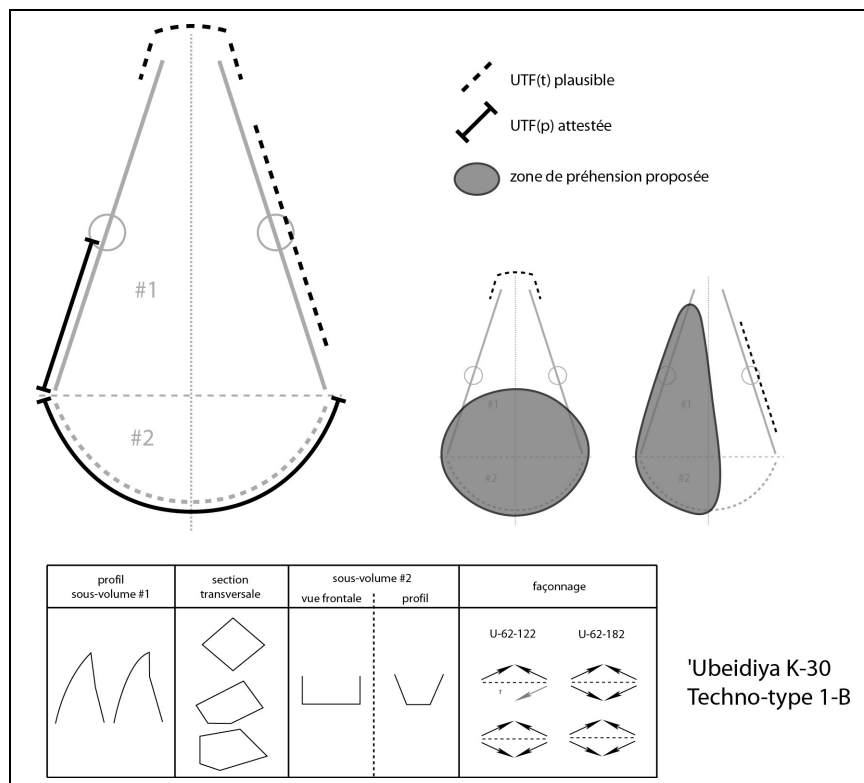 UTF(t) plausible
UTF(p) attestée
zone de préhension proposée
#1
#2
#1
#2
#1
#2
profil
sous-volume #1
section
transversale
sous-volume #2
vue frontale
profil
façonnage
U-62-122
U-62-182
?
'Ubeidiya K-30
Techno-type 1-B